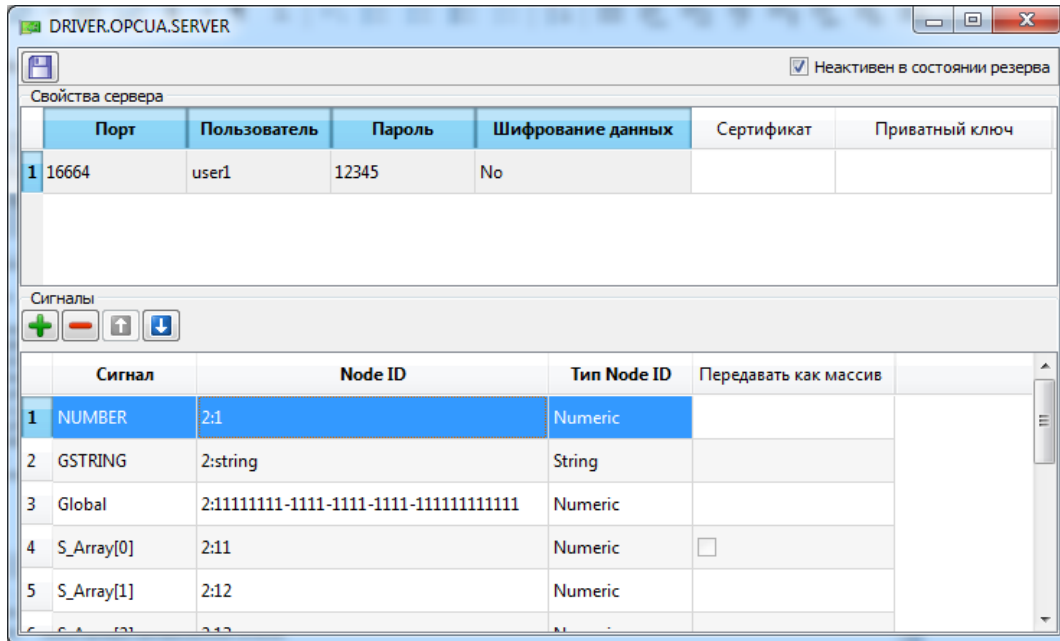 DRIVER.OPCUA.SERVER
Неактивен в состоянии резерва
Свойства сервера
Порт Пользователь Пароль Шифрование данных Сертификат Приватный ключ
1 16664 user1 12345 No
Сигналы
Сигнал Node ID Тип Node ID Передавать как массив
1 NUMBER 2:1 Numeric
2 GSTRING 2:string String
3 Global 2:11111111-1111-1111-1111-111111111111 Numeric
4 S_Array[0] 2:11 Numeric
5 S_Array[1] 2:12 Numeric